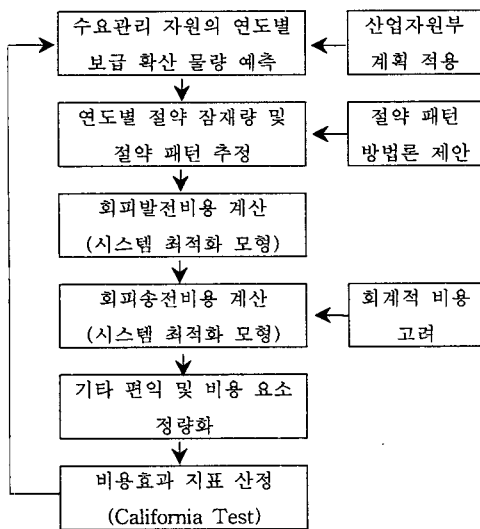 수요관리 자원의 연도별
보급 확산 물량 예측
산업자원부
계획 적용
연도별 절약 잠재량 및
절약 패턴 추정
절약 패턴
방법론 제안
회피발전비용 계산
(시스템 최적화 모형)
회피송전비용 계산
(시스템 최적화 모형)
회계적 비용
고려
기타 편익 및 비용 요소
정량화
비용효과 지표 산정
(California Test)